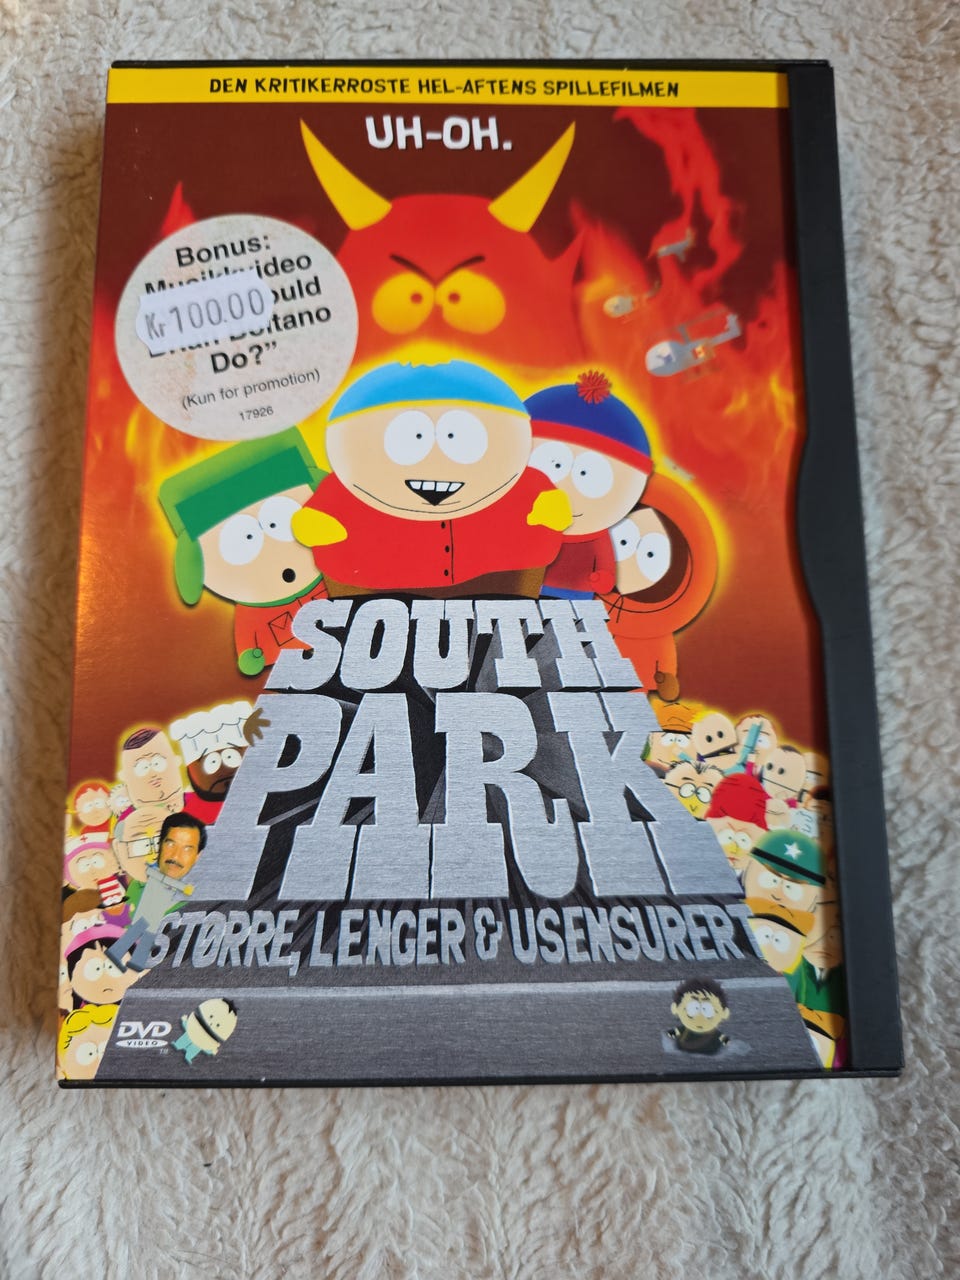 DEN KRITIKERROSTE HEL-AFTENS SPILLEFILMEN
UH-OH.
Bonus:
Kr 100.00
Do?"
(Kun for promotion)
17926
SOUTH
PARK
STØRRE, LENGER & USENSURERT
DVD
VIDEO
TM